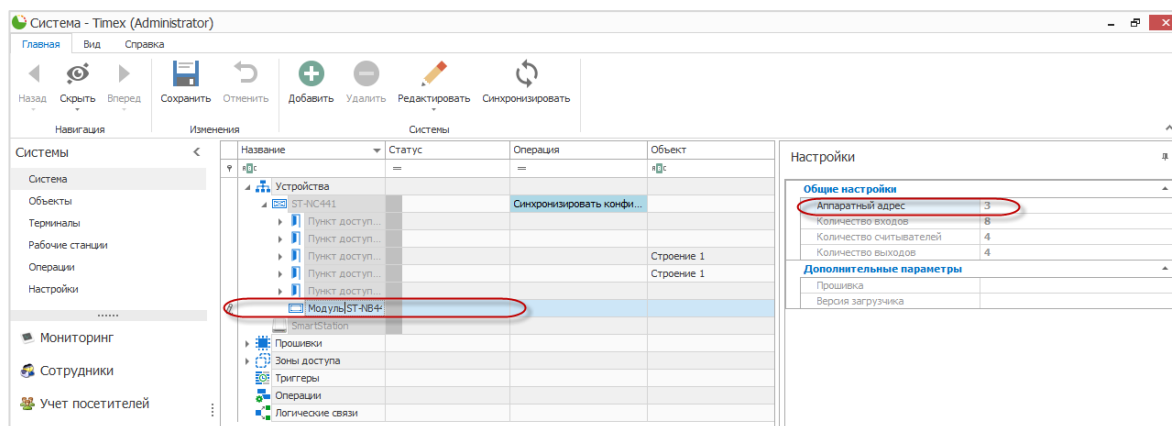 Система - Timex (Administrator)
Главная Вид Справка
Назад Скрыть Вперед Сохранить Отменить Добавить Удалить Редактировать Синхронизировать
Навигация Изменения Системы
Системы
Система
Объекты
Терминалы
Рабочие станции
Операции
Настройки
Мониторинг
Сотрудники
Учет посетителей
Название Статус Операция Объект
= =
Устройства
ST-NC441 Синхронизировать конфи...
Пункт доступ...
Пункт доступ...
Пункт доступ... Строение 1
Пункт доступ... Строение 1
Пункт доступ...
Модуль ST-NB44
SmartStation
Прошивки
Зоны доступа
Триггеры
Операции
Логические связи
Настройки
Общие настройки
Аппаратный адрес 3
Количество входов 8
Количество считывателей 4
Количество выходов 4
Дополнительные параметры
Прошивка
Версия загрузчика